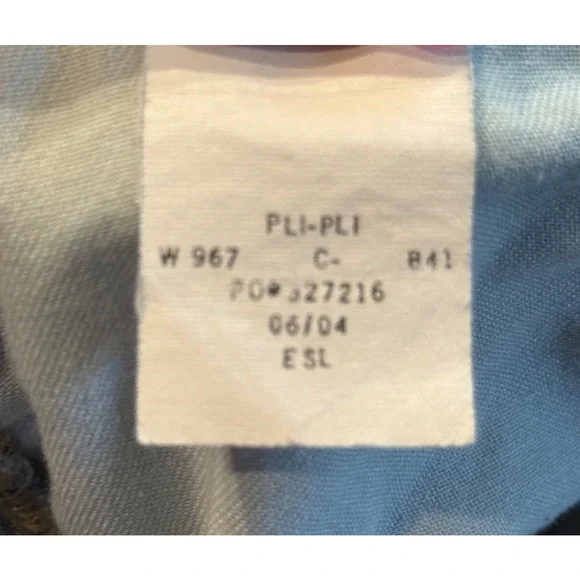 PLI-PLI
W 967 C- 841
PO# 327216
06/04
ESL